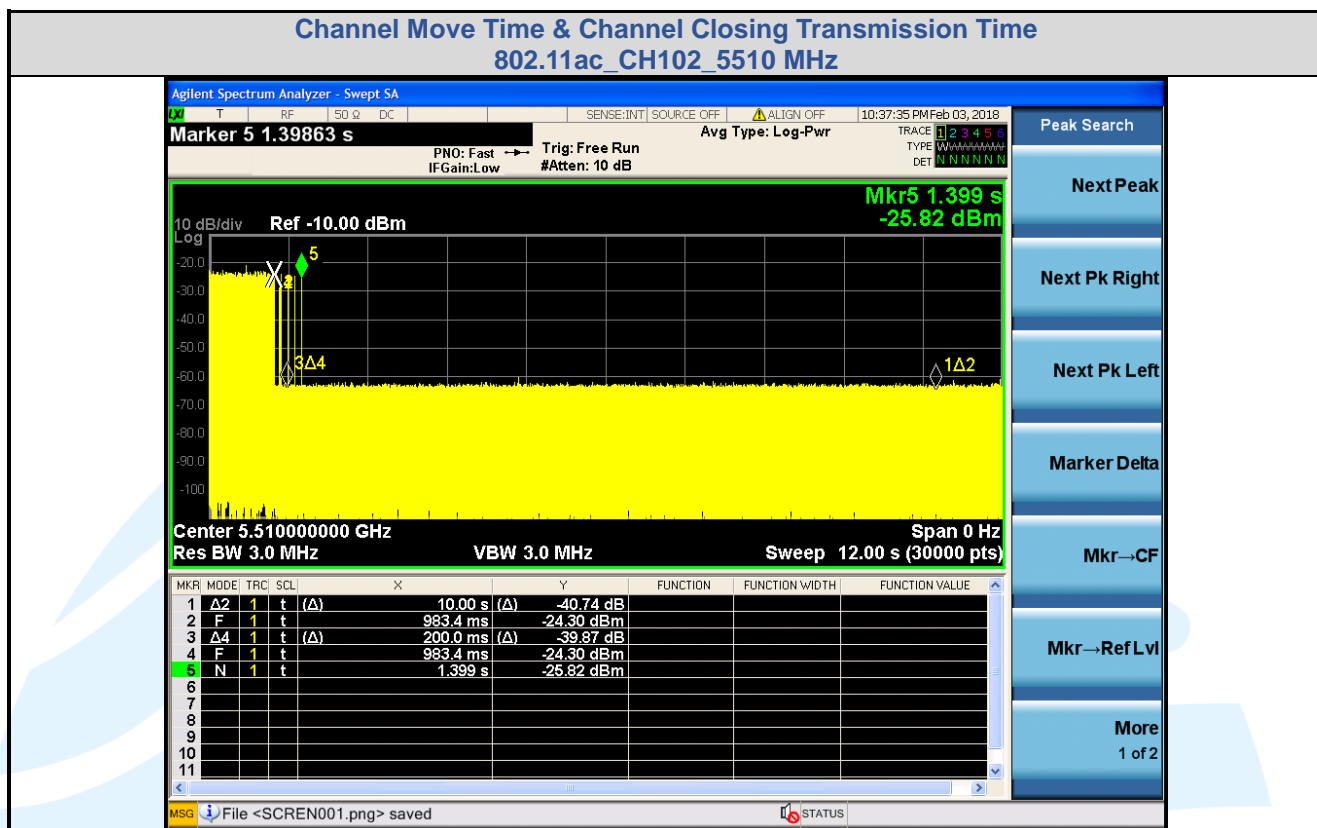 Channel Move Time & Channel Closing Transmission Time
802.11ac_CH102_5510 MHz
Agilent Spectrum Analyzer - Swept SA
LXI T RF 50 Ω DC SENSE:INT SOURCE OFF ALIGN OFF 10:37:35 PM Feb 03, 2018
Marker 5 1.39863 s
PNO: Fast
IFGain:Low
Trig: Free Run
#Atten: 10 dB
Avg Type: Log-Pwr
TRACE 1 2 3 4 5 6
TYPE WWWWWW
DET N N N N N N
Mkr5 1.399 s
-25.82 dBm
10 dB/div
Log
Ref -10.00 dBm
-20.0
-30.0
-40.0
-50.0
-60.0
-70.0
-80.0
-90.0
-100
5
2
3Δ4
1Δ2
Center 5.510000000 GHz
Span 0 Hz
Res BW 3.0 MHz
VBW 3.0 MHz
Sweep 12.00 s (30000 pts)
MKR MODE TRC SCL X Y FUNCTION FUNCTION WIDTH FUNCTION VALUE
1 Δ2 1 t (Δ) 10.00 s (Δ) -40.74 dB
2 F 1 t 983.4 ms -24.30 dBm
3 Δ4 1 t (Δ) 200.0 ms (Δ) -39.87 dB
4 F 1 t 983.4 ms -24.30 dBm
5 N 1 t 1.399 s -25.82 dBm
6
7
8
9
10
11
MSG File <SCREN001.png> saved STATUS
Peak Search
Next Peak
Next Pk Right
Next Pk Left
Marker Delta
Mkr→CF
Mkr→Ref Lvl
More
1 of 2